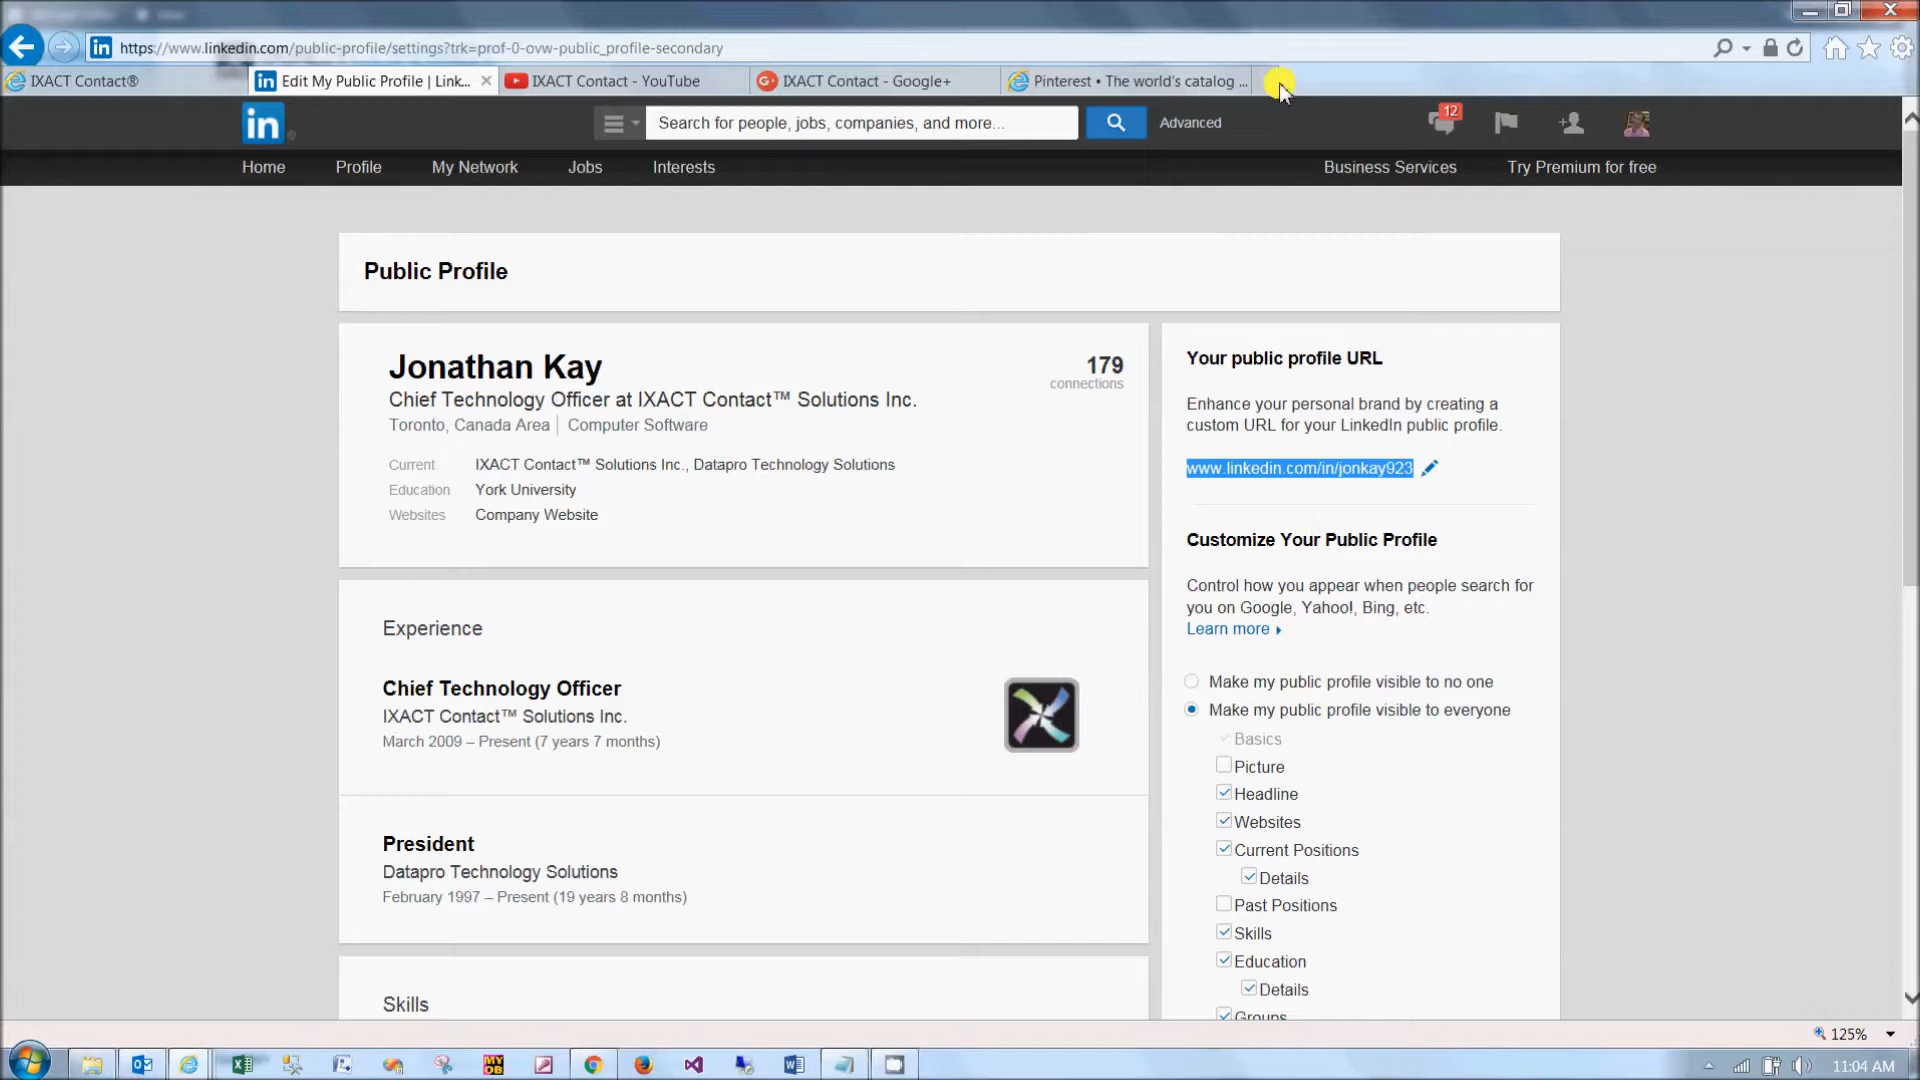 https://www.linkedin.com/public-profile/settings?trk=prof-0-ovw-public_profile-secondary
IXACT Contact®
Edit My Public Profile | Link...
IXACT Contact - YouTube
IXACT Contact - Google+
Pinterest • The world's catalog ...
in
Search for people, jobs, companies, and more...
Advanced
12
Home
Profile
My Network
Jobs
Interests
Business Services
Try Premium for free
Public Profile
Jonathan Kay
179
connections
Chief Technology Officer at IXACT Contact™ Solutions Inc.
Toronto, Canada Area
Computer Software
Current IXACT Contact™ Solutions Inc., Datapro Technology Solutions
Education York University
Websites Company Website
Experience
Chief Technology Officer
IXACT Contact™ Solutions Inc.
March 2009 – Present (7 years 7 months)
President
Datapro Technology Solutions
February 1997 – Present (19 years 8 months)
Skills
Your public profile URL
Enhance your personal brand by creating a
custom URL for your LinkedIn public profile.
www.linkedin.com/in/jonkay923
Customize Your Public Profile
Control how you appear when people search for
you on Google, Yahoo!, Bing, etc.
Learn more
Make my public profile visible to no one
Make my public profile visible to everyone
Basics
Picture
Headline
Websites
Current Positions
Details
Past Positions
Skills
Education
Details
Groups
125%
MYOB
11:04 AM